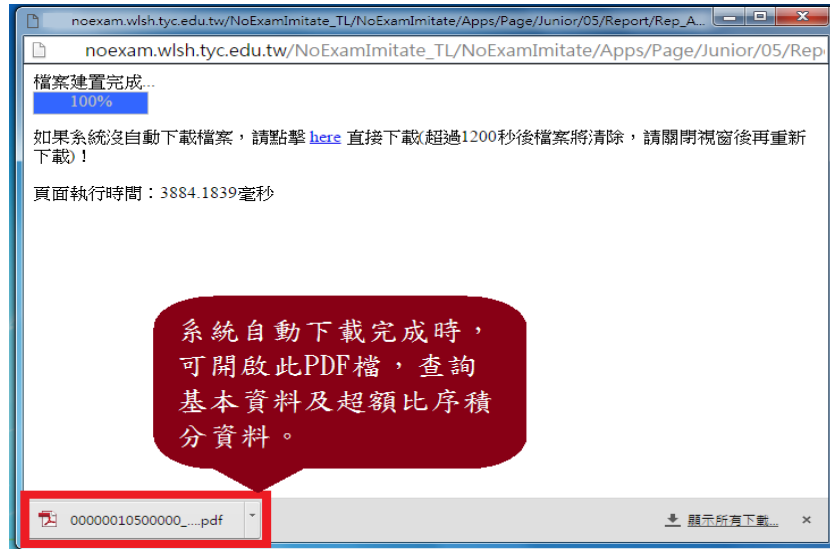 noexam.wlsh.tyc.edu.tw/NoExamImitate_TL/NoExamImitate/Apps/Page/Junior/05/Report/Rep_A...
noexam.wlsh.tyc.edu.tw/NoExamImitate_TL/NoExamImitate/Apps/Page/Junior/05/Rep
檔案建置完成...
100%
如果系統沒自動下載檔案，請點擊 here 直接下載(超過1200秒後檔案將清除，請關閉視窗後再重新
下載)！
頁面執行時間：3884.1839毫秒
系統自動下載完成時，
可開啟此PDF檔，查詢
基本資料及超額比序積
分資料。
00000010500000_....pdf
顯示所有下載...